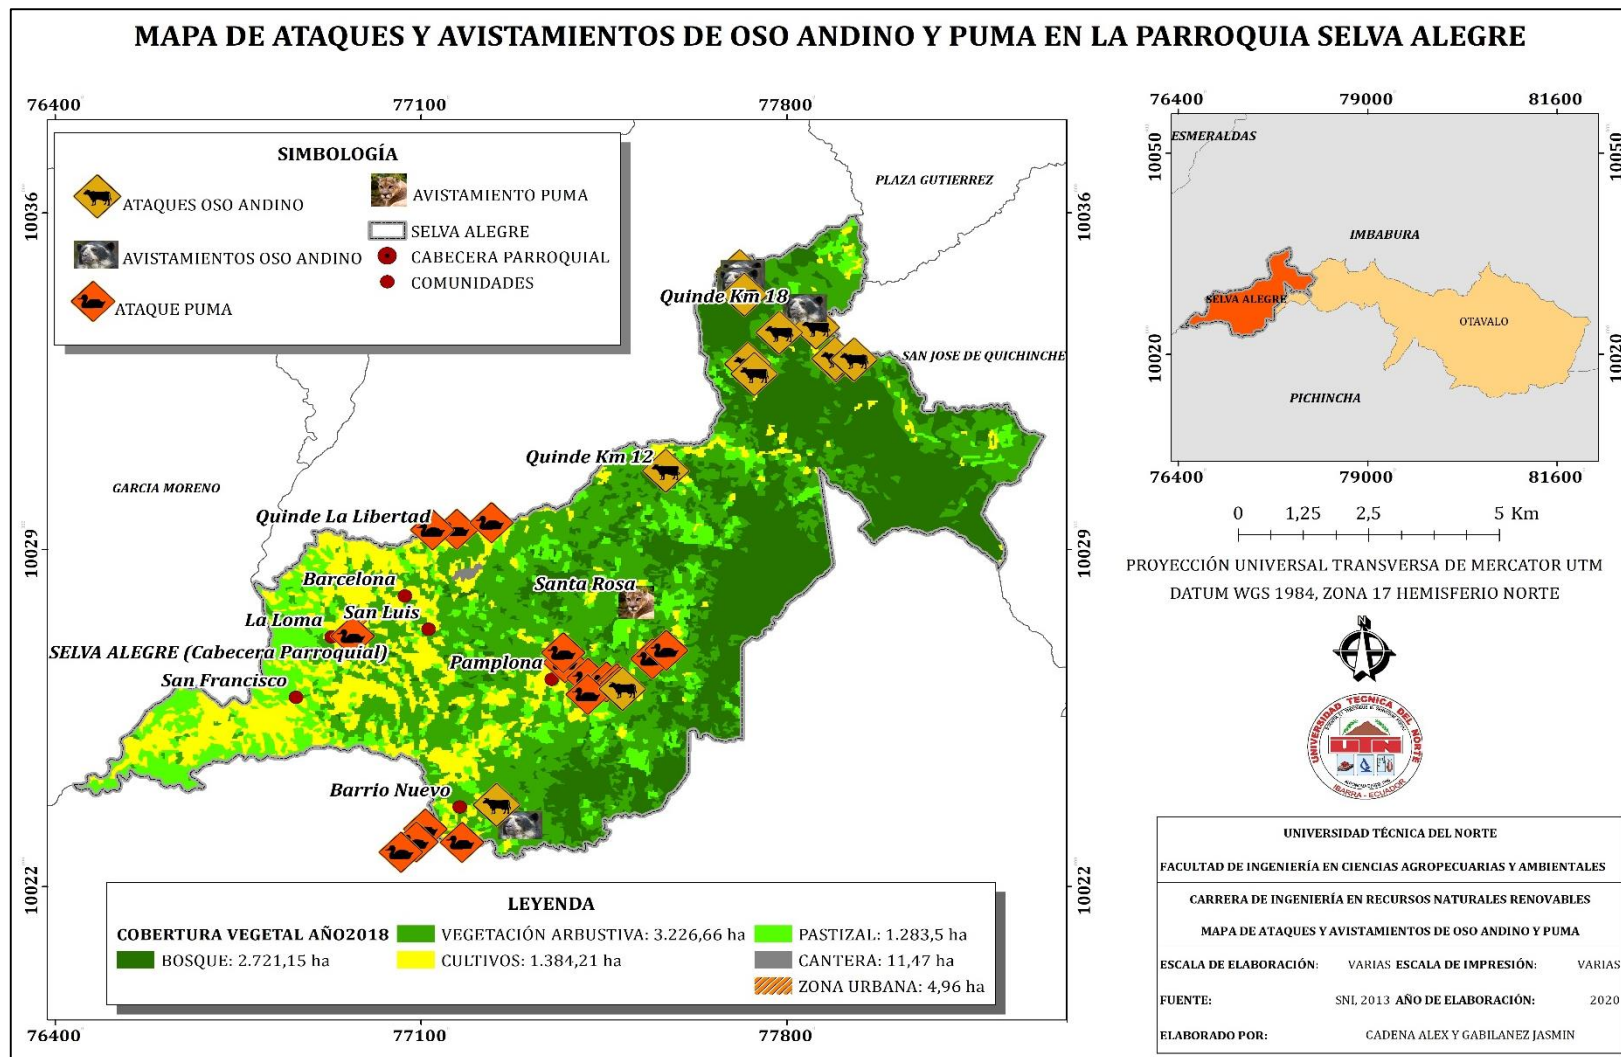 MAPA DE ATAQUES Y AVISTAMIENTOS DE OSO ANDINO Y PUMA EN LA PARROQUIA SELVA ALEGRE
76400 77100 77800
SIMBOLOGÍA
ATAQUES OSO ANDINO
AVISTAMIENTOS OSO ANDINO
ATAQUE PUMA
AVISTAMIENTO PUMA
SELVA ALEGRE
CABECERA PARROQUIAL
COMUNIDADES
10036 10036
10029 10029
10022 10022
PLAZA GUTIERREZ
SAN JOSE DE QUICHINCHE
GARCIA MORENO
Quinde Km 18
Quinde Km 12
Quinde La Libertad
Barcelona
Santa Rosa
San Luis
La Loma
SELVA ALEGRE (Cabecera Parroquial)
Pamplona
San Francisco
Barrio Nuevo
LEYENDA
COBERTURA VEGETAL AÑO2018
BOSQUE: 2.721,15 ha
VEGETACIÓN ARBUSTIVA: 3.226,66 ha
CULTIVOS: 1.384,21 ha
PASTIZAL: 1.283,5 ha
CANTERA: 11,47 ha
ZONA URBANA: 4,96 ha
76400 77100 77800
76400 79000 81600
10050 10050
10020 10020
ESMERALDAS
IMBABURA
SELVA ALEGRE
OTAVALO
PICHINCHA
76400 79000 81600
0 1,25 2,5 5 Km
PROYECCIÓN UNIVERSAL TRANSVERSA DE MERCATOR UTM
DATUM WGS 1984, ZONA 17 HEMISFERIO NORTE
N
UNIVERSIDAD TECNICA DEL NORTE
UTN
IBARRA - ECUADOR
UNIVERSIDAD TÉCNICA DEL NORTE
FACULTAD DE INGENIERÍA EN CIENCIAS AGROPECUARIAS Y AMBIENTALES
CARRERA DE INGENIERÍA EN RECURSOS NATURALES RENOVABLES
MAPA DE ATAQUES Y AVISTAMIENTOS DE OSO ANDINO Y PUMA
ESCALA DE ELABORACIÓN: VARIAS ESCALA DE IMPRESIÓN: VARIAS
FUENTE: SNI, 2013 AÑO DE ELABORACIÓN: 2020
ELABORADO POR: CADENA ALEX Y GABILANEZ JASMIN